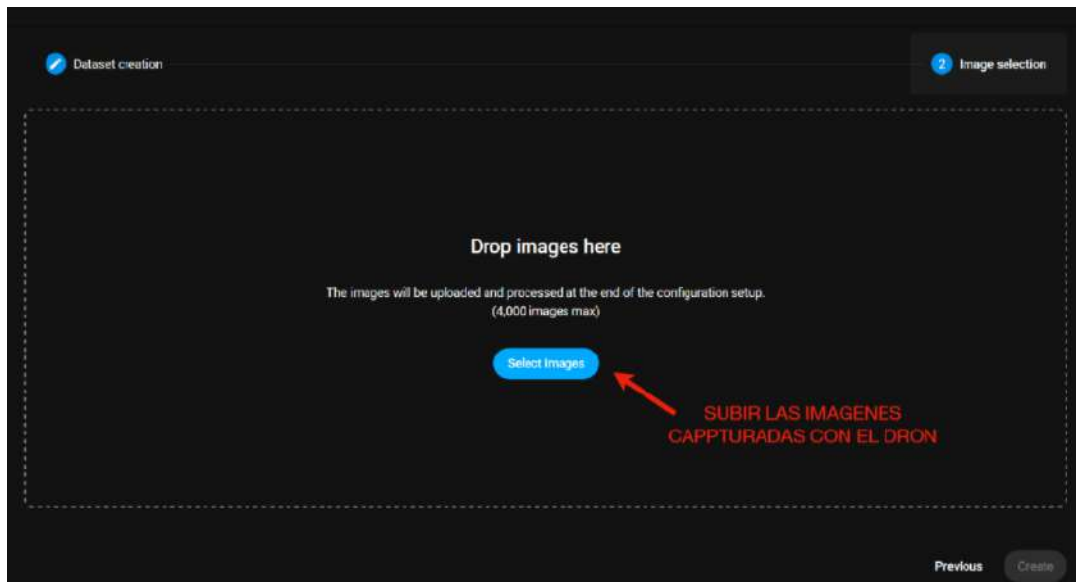 Dataset creation
2 Image selection
Drop images here
The images will be uploaded and processed at the end of the configuration setup.
(4,000 images max)
Select Images
SUBIR LAS IMAGENES
CAPPTURADAS CON EL DRON
Previous Create